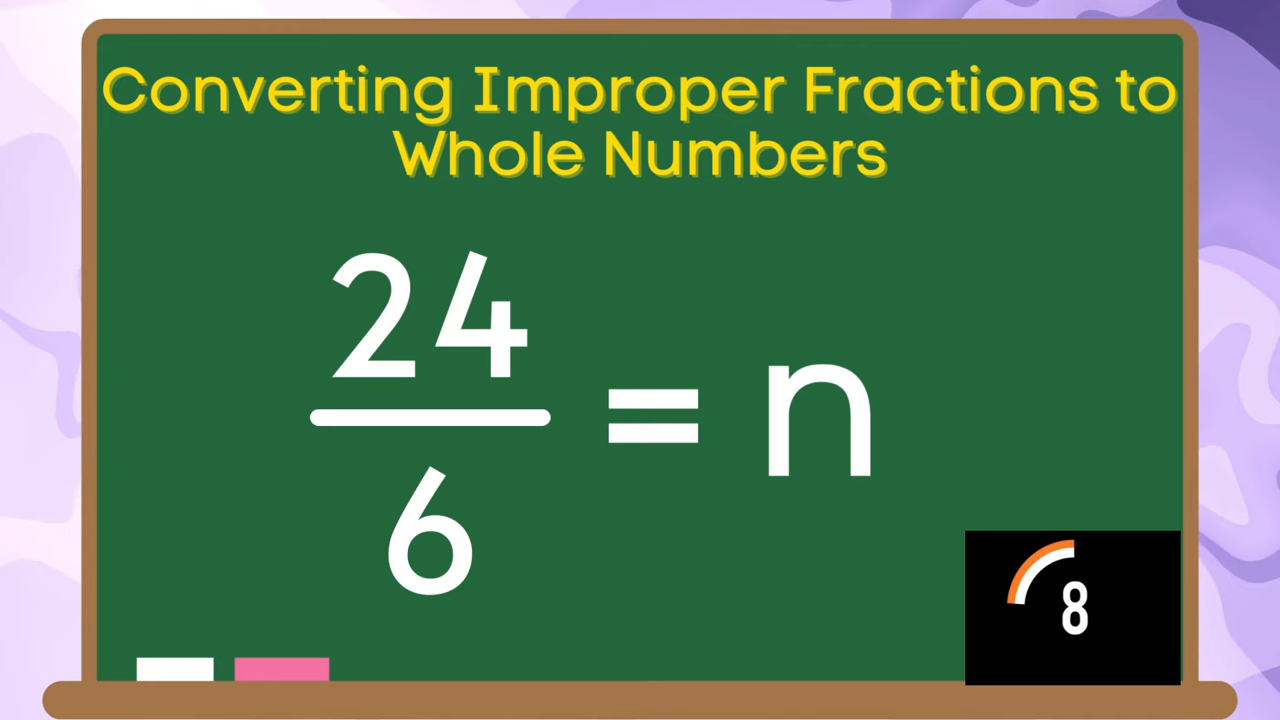 Converting Improper Fractions to
Whole Numbers
24
6
= n
8